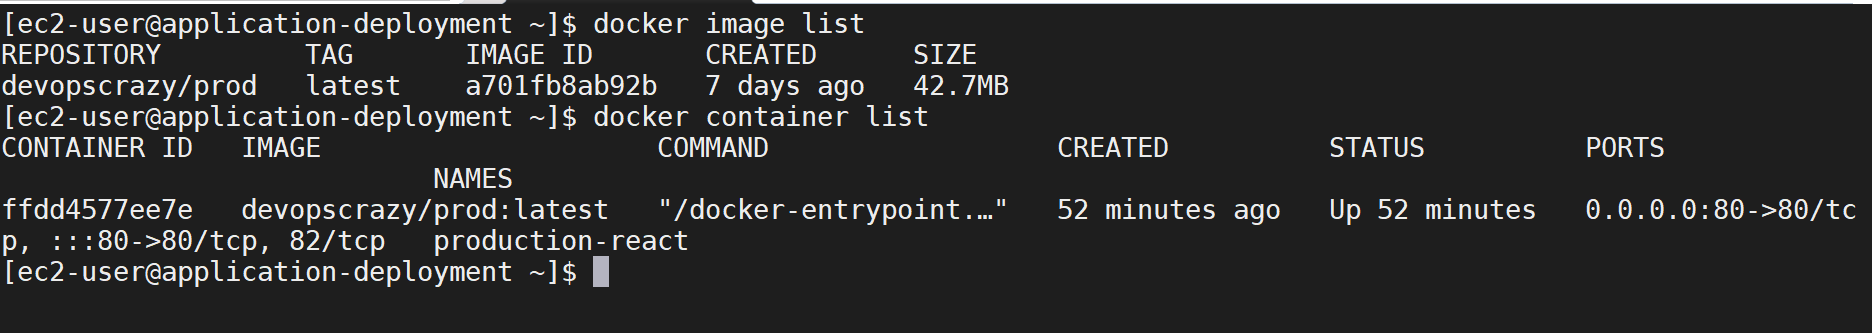 [ec2-user@application-deployment ~]$ docker image list
REPOSITORY         TAG       IMAGE ID       CREATED      SIZE
devopscrazy/prod   latest    a701fb8ab92b   7 days ago   42.7MB
[ec2-user@application-deployment ~]$ docker container list
CONTAINER ID   IMAGE                     COMMAND                  CREATED          STATUS          PORTS
                           NAMES
ffdd4577ee7e   devopscrazy/prod:latest   "/docker-entrypoint.…"   52 minutes ago   Up 52 minutes   0.0.0.0:80->80/tc
p, :::80->80/tcp, 82/tcp   production-react
[ec2-user@application-deployment ~]$